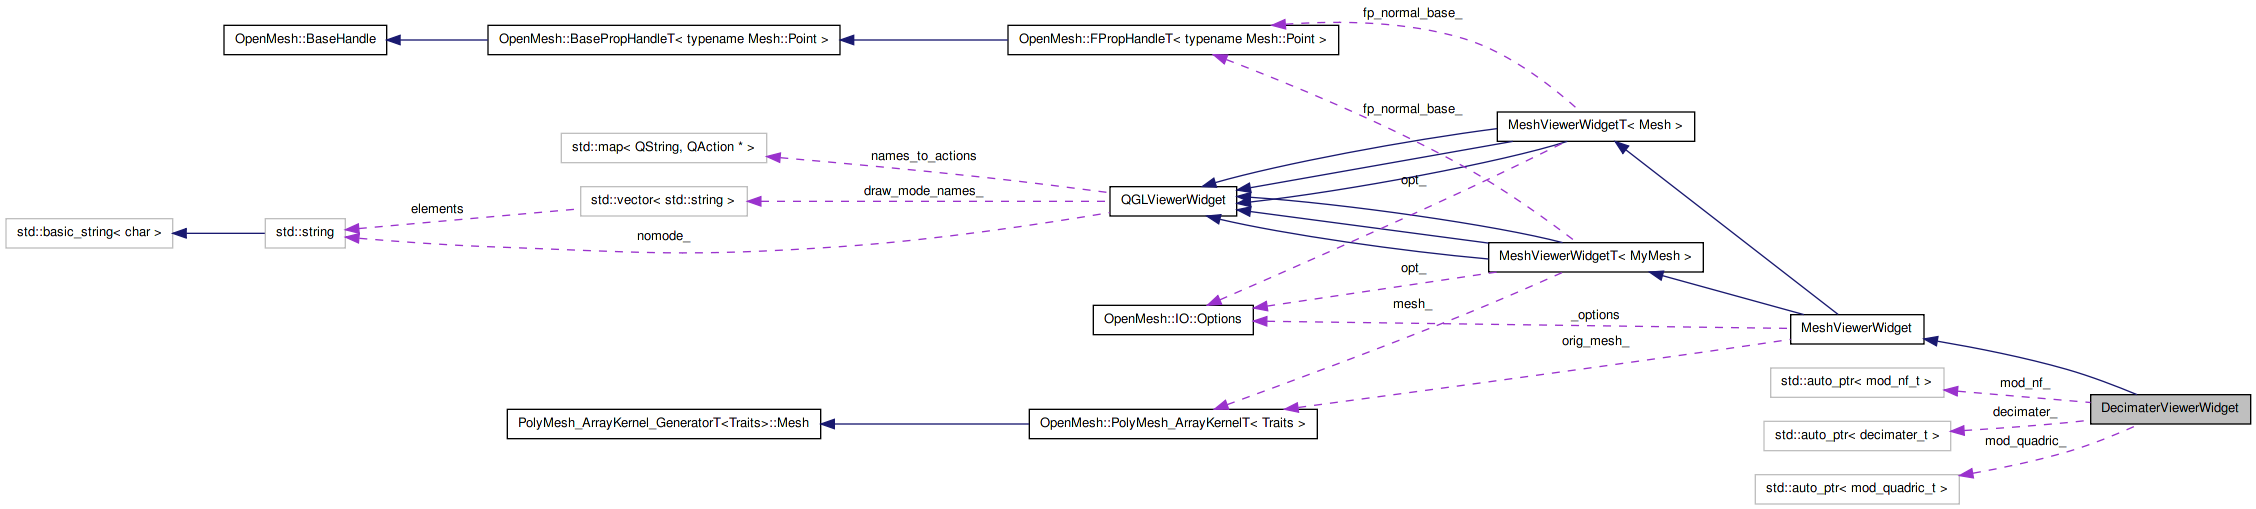 fp_normal_base_
OpenMesh::BaseHandle
OpenMesh::BasePropHandleT< typename Mesh::Point >
OpenMesh::FPropHandleT< typename Mesh::Point >
fp_normal_base_
MeshViewerWidgetT< Mesh >
std::map< QString, QAction * >
names_to_actions
opt_
draw_mode_names_
std::vector< std::string >
QGLViewerWidget
elements
std::basic_string< char >
std::string
nomode_
MeshViewerWidgetT< MyMesh >
opt_
mesh_
OpenMesh::IO::Options
_options
MeshViewerWidget
orig_mesh_
std::auto_ptr< mod_nf_t >
mod_nf_
DecimaterViewerWidget
decimater_
PolyMesh_ArrayKernel_GeneratorT<Traits>::Mesh
OpenMesh::PolyMesh_ArrayKernelT< Traits >
std::auto_ptr< decimater_t >
mod_quadric_
std::auto_ptr< mod_quadric_t >